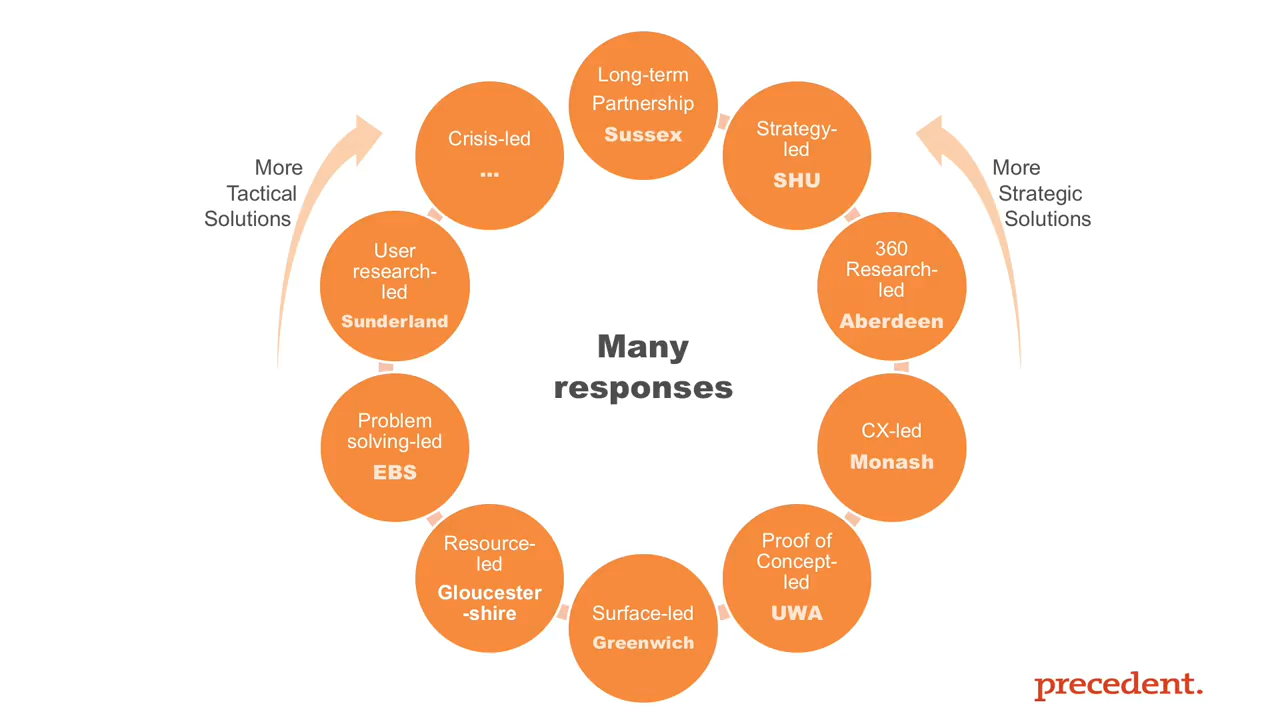 Long-term
Partnership
Sussex
Strategy-
led
SHU
360
Research-
led
Aberdeen
CX-led
Monash
Proof of
Concept-
led
UWA
Surface-led
Greenwich
Resource-
led
Gloucester
-shire
Problem
solving-led
EBS
User
research-
led
Sunderland
Crisis-led
...
More
Tactical
Solutions
More
Strategic
Solutions
Many
responses
precedent.